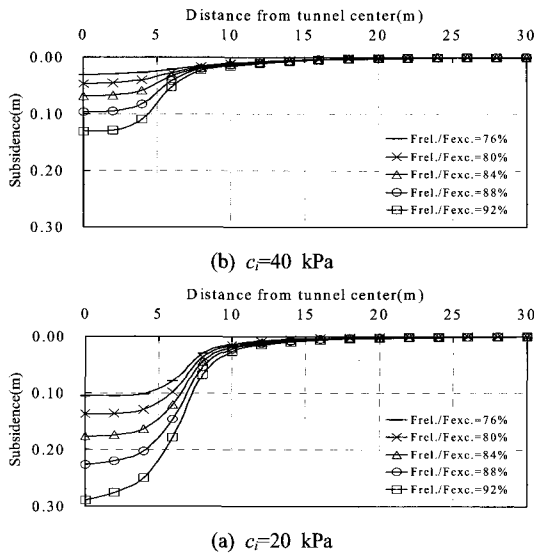 Distance from tunnel center(m)
0 5 10 15 20 25 30
0.00
0.10
0.20
0.30
Subsidence(m)
Frel./Fexc.=76%
Frel./Fexc.=80%
Frel./Fexc.=84%
Frel./Fexc.=88%
Frel./Fexc.=92%
(b) ci=40 kPa
Distance from tunnel center(m)
0 5 10 15 20 25 30
0.00
0.10
0.20
0.30
Subsidence(m)
Frel./Fexc.=76%
Frel./Fexc.=80%
Frel./Fexc.=84%
Frel./Fexc.=88%
Frel./Fexc.=92%
(a) ci=20 kPa